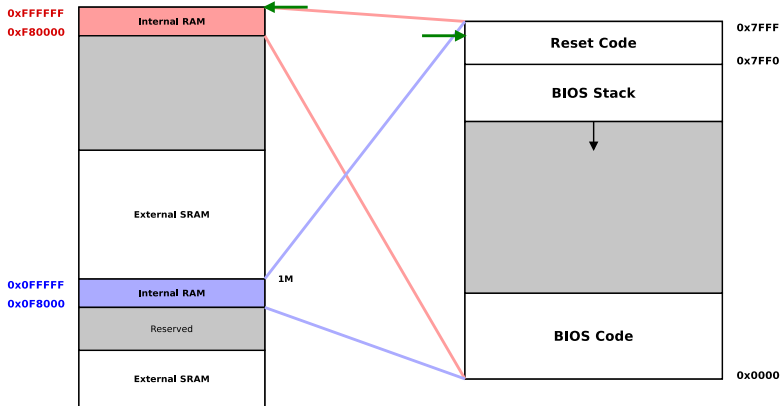 0xFFFFFF
Internal RAM
0xF80000
External SRAM
0x0FFFFF
Internal RAM
1M
0x0F8000
Reserved
External SRAM
0x7FFF
Reset Code
0x7FF0
BIOS Stack
BIOS Code
0x0000